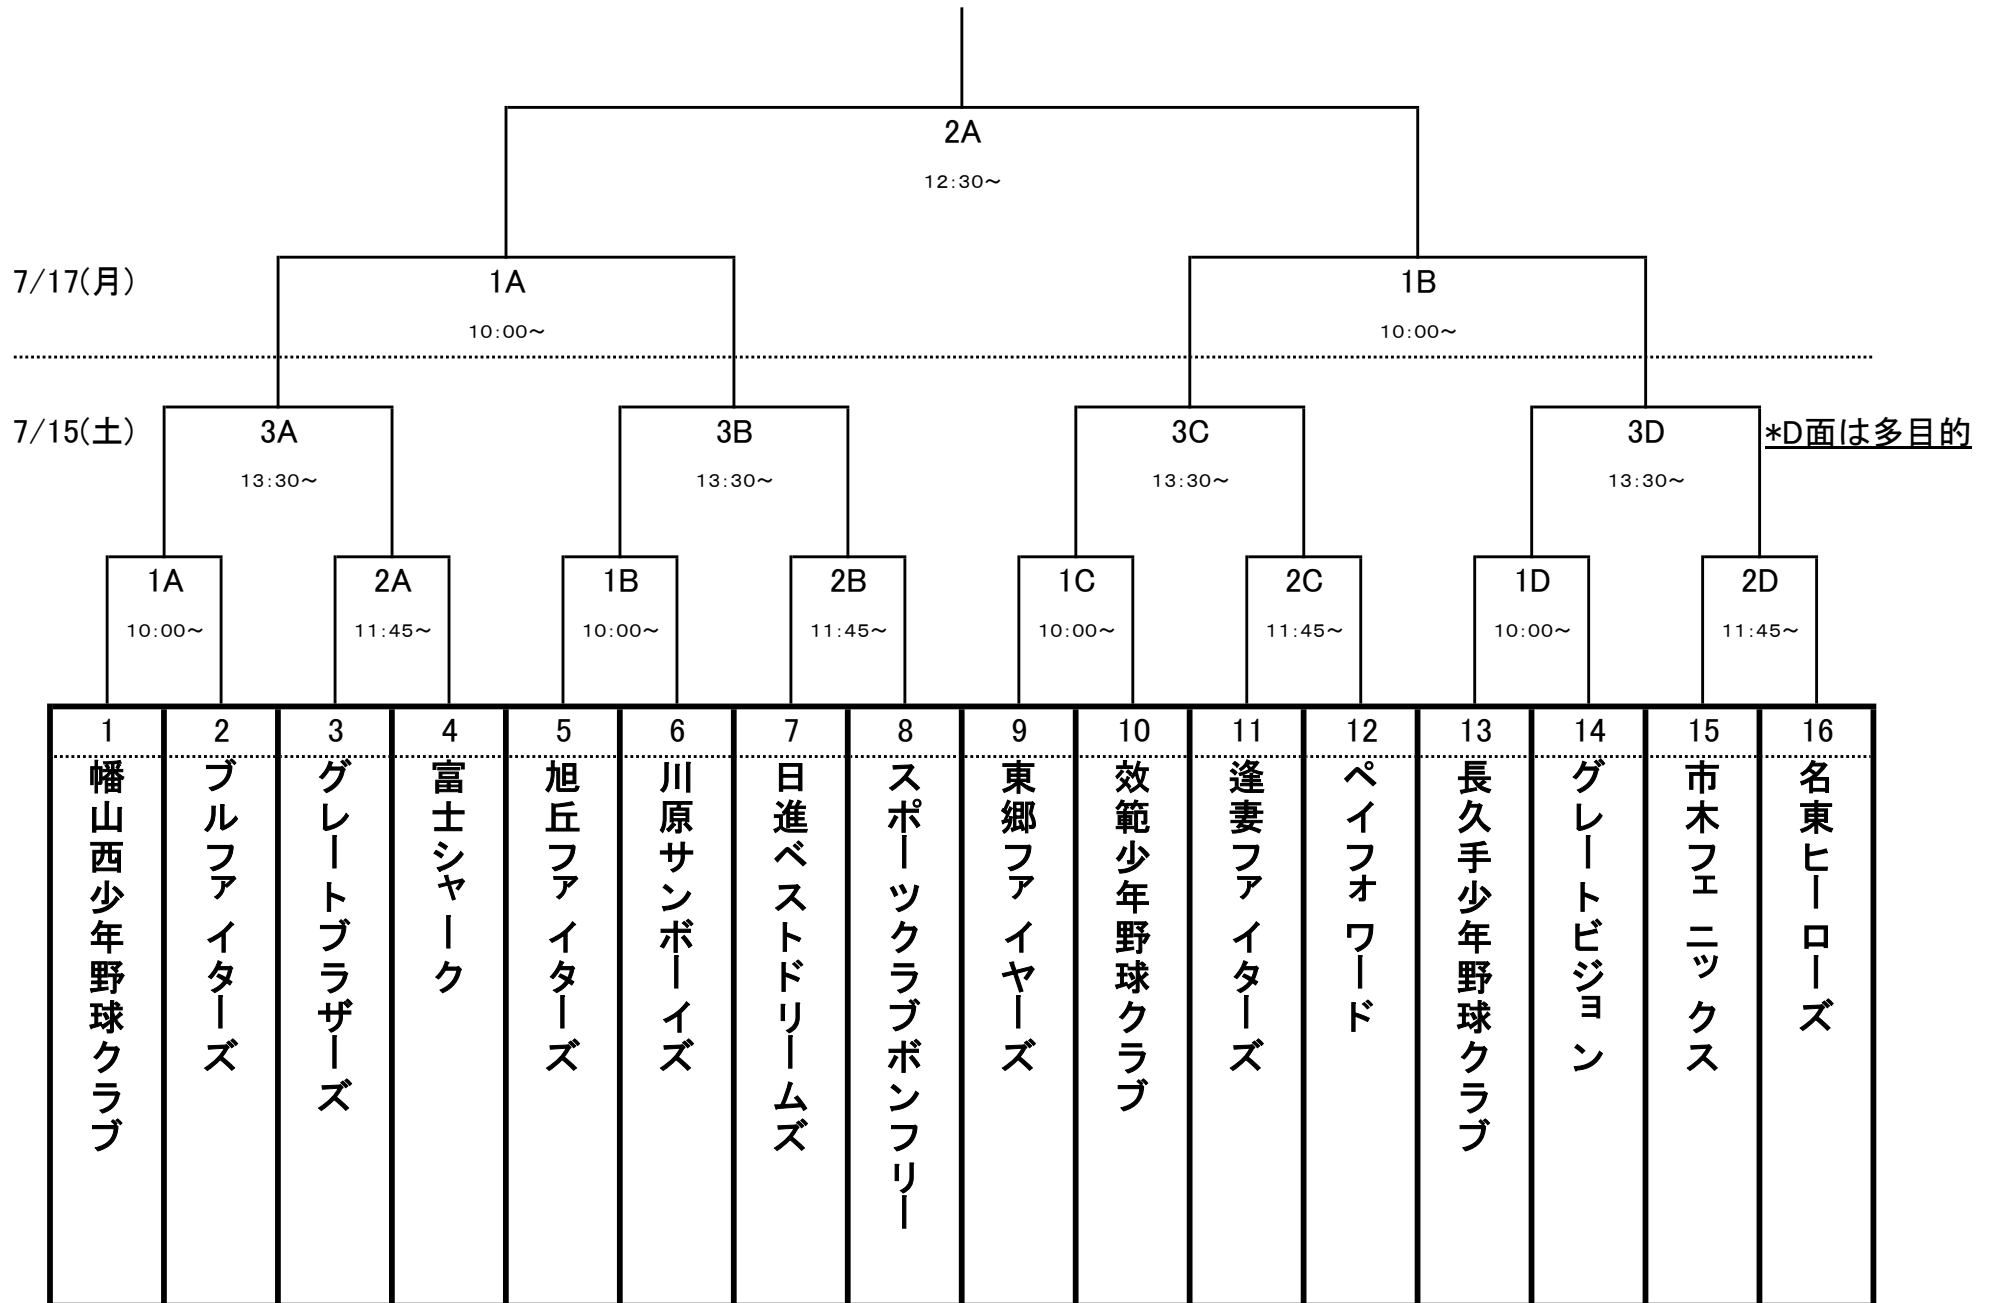 2A
12:30～
7/17(月)
1A
1B
10:00～
10:00～
7/15(土)
3A
3B
3C
3D
*D面は多目的
13:30～
13:30～
13:30～
13:30～
1A
2A
1B
2B
1C
2C
1D
2D
10:00～
11:45～
10:00～
11:45～
10:00～
11:45～
10:00～
11:45～
1
幡山西少年野球クラブ
2
ブルファイターズ
3
グレートブラザーズ
4
富士シャーク
5
旭丘ファイターズ
6
川原サンボーイズ
7
日進ベストドリームズ
8
スポーツクラブボンフリー
9
東郷ファイヤーズ
10
效範少年野球クラブ
11
逢妻ファイターズ
12
ペイフォワード
13
長久手少年野球クラブ
14
グレートビジョン
15
市木フェニックス
16
名東ヒーローズ